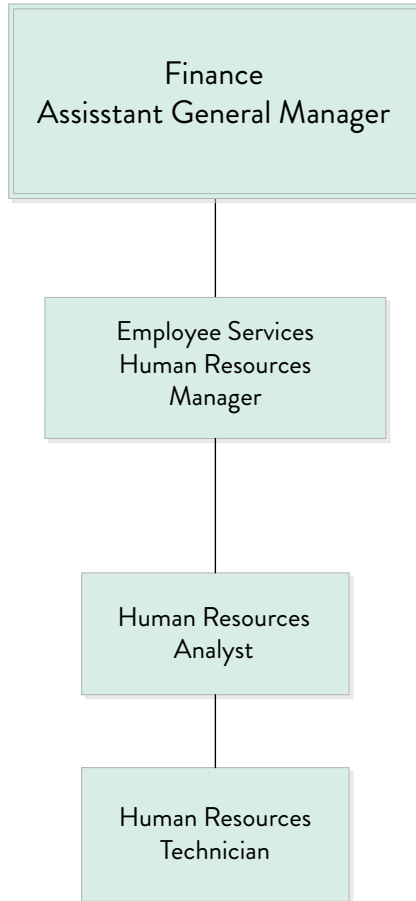 Finance
Assisstant General Manager
Employee Services
Human Resources
Manager
Human Resources
Analyst
Human Resources
Technician